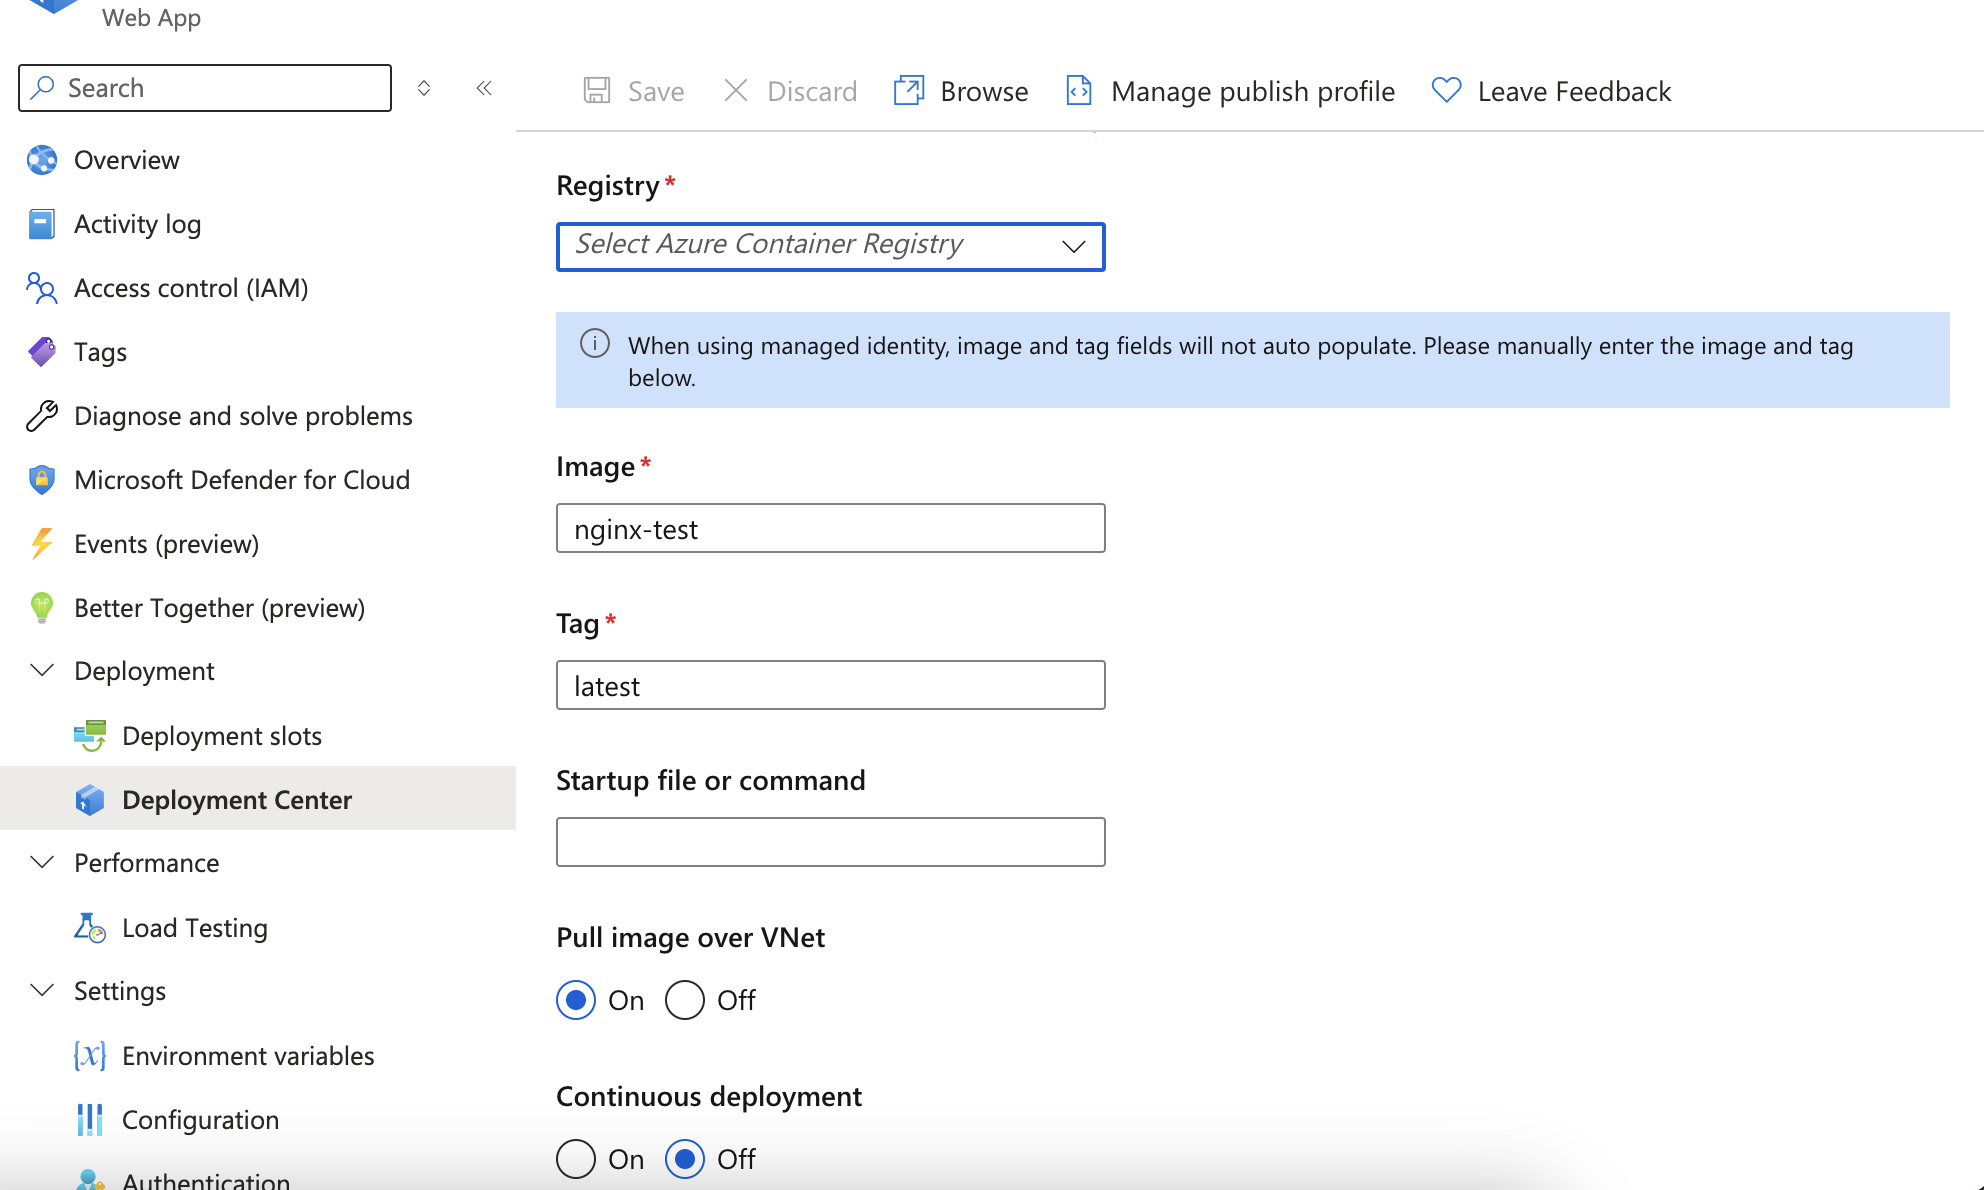 Web App
Search
Save
Discard
Browse
Manage publish profile
Leave Feedback
Overview
Activity log
Access control (IAM)
Tags
Diagnose and solve problems
Microsoft Defender for Cloud
Events (preview)
Better Together (preview)
Deployment
Deployment slots
Deployment Center
Performance
Load Testing
Settings
Environment variables
Configuration
Authentication
Registry *
Select Azure Container Registry
When using managed identity, image and tag fields will not auto populate. Please manually enter the image and tag
below.
Image *
nginx-test
Tag *
latest
Startup file or command
Pull image over VNet
On
Off
Continuous deployment
On
Off